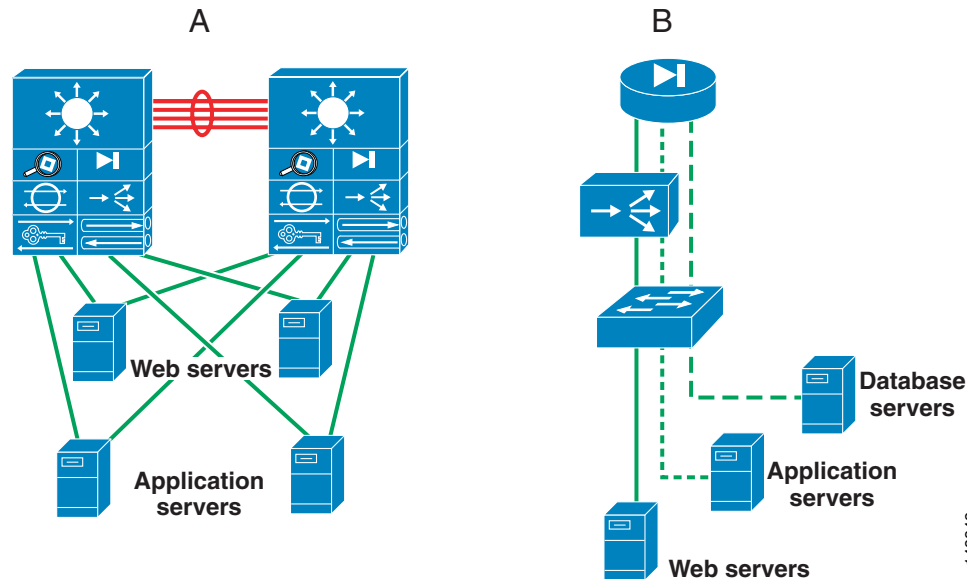 A
B
Web servers
Application
servers
Database
servers
Application
servers
Web servers